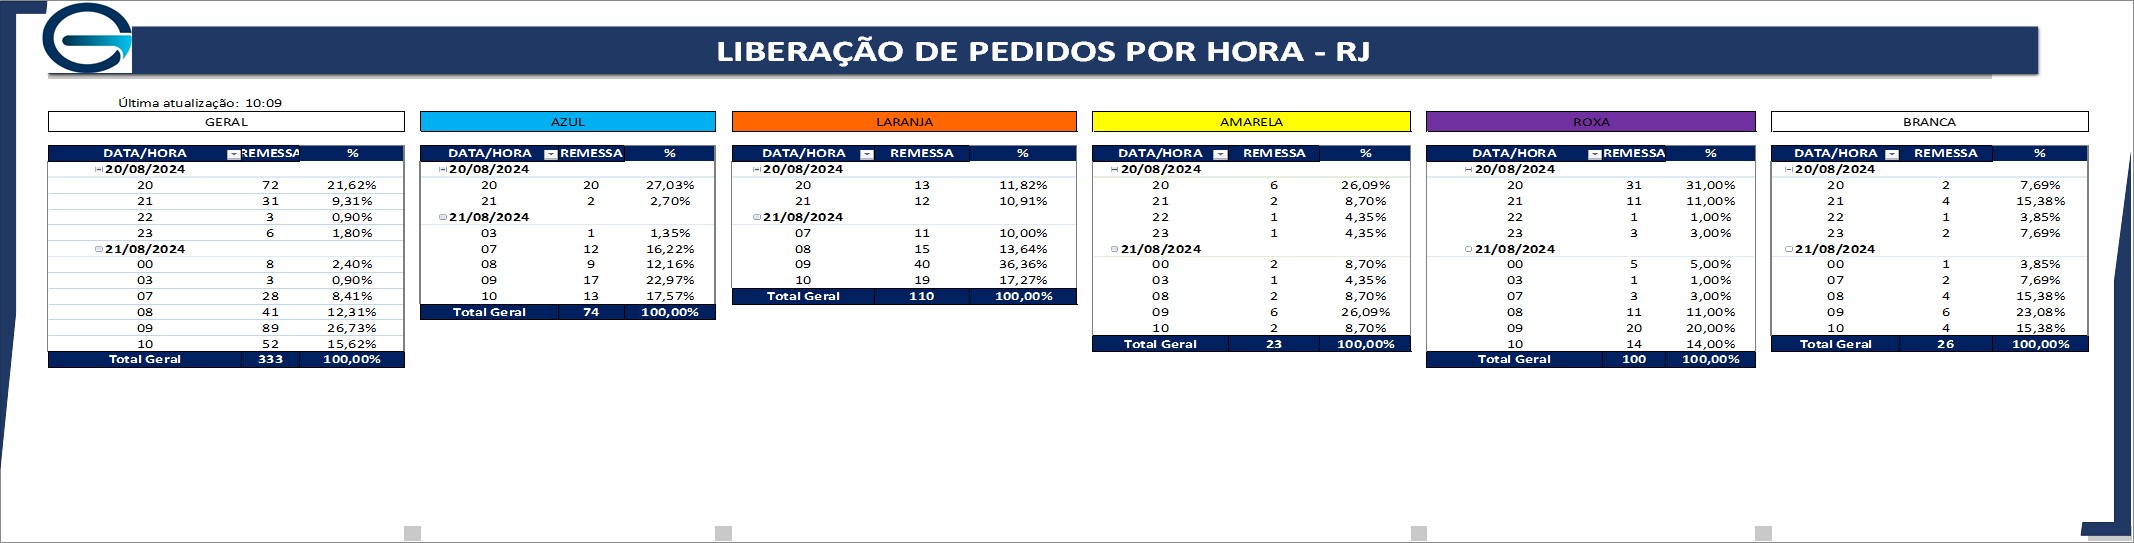 LIBERAÇÃO DE PEDIDOS POR HORA - RJ
Última atualização: 10:09
GERAL
DATA/HORA REMESSA %
20/08/2024
20 72 21,62%
21 31 9,31%
22 3 0,90%
23 6 1,80%
21/08/2024
00 8 2,40%
03 3 0,90%
07 28 8,41%
08 41 12,31%
09 89 26,73%
10 52 15,62%
Total Geral 333 100,00%
AZUL
DATA/HORA REMESSA %
20/08/2024
20 20 27,03%
21 2 2,70%
21/08/2024
03 1 1,35%
07 12 16,22%
08 9 12,16%
09 17 22,97%
10 13 17,57%
Total Geral 74 100,00%
LARANJA
DATA/HORA REMESSA %
20/08/2024
20 13 11,82%
21 12 10,91%
21/08/2024
07 11 10,00%
08 15 13,64%
09 40 36,36%
10 19 17,27%
Total Geral 110 100,00%
AMARELA
DATA/HORA REMESSA %
20/08/2024
20 6 26,09%
21 2 8,70%
22 1 4,35%
23 1 4,35%
21/08/2024
00 2 8,70%
03 1 4,35%
08 2 8,70%
09 6 26,09%
10 2 8,70%
Total Geral 23 100,00%
ROXA
DATA/HORA REMESSA %
20/08/2024
20 31 31,00%
21 11 11,00%
22 1 1,00%
23 3 3,00%
21/08/2024
00 5 5,00%
03 1 1,00%
07 3 3,00%
08 11 11,00%
09 20 20,00%
10 14 14,00%
Total Geral 100 100,00%
BRANCA
DATA/HORA REMESSA %
20/08/2024
20 2 7,69%
21 4 15,38%
22 1 3,85%
23 2 7,69%
21/08/2024
00 1 3,85%
07 2 7,69%
08 4 15,38%
09 6 23,08%
10 4 15,38%
Total Geral 26 100,00%